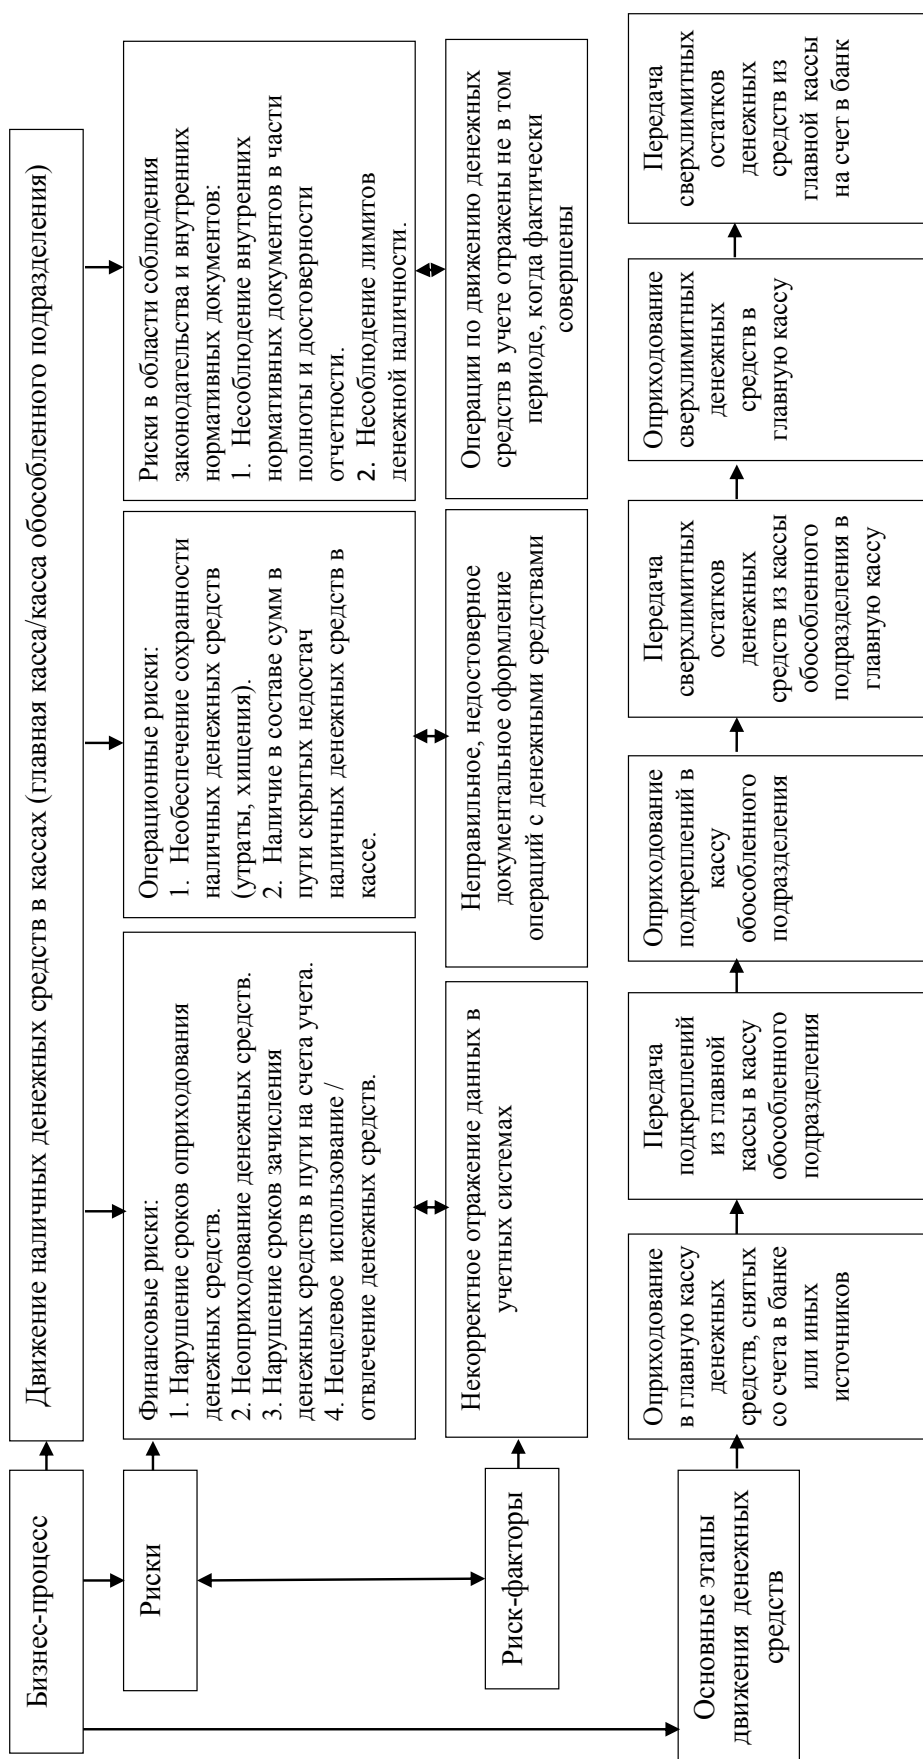 Бизнес-процесс
Движение наличных денежных средств в кассах (главная касса/касса обособленного подразделения)
Риски
Финансовые риски:
1. Нарушение сроков оприходования
денежных средств.
2. Неоприходование денежных средств.
3. Нарушение сроков зачисления
денежных средств в пути на счета учета.
4. Нецелевое использование /
отвлечение денежных средств.
Операционные риски:
1. Необеспечение сохранности
наличных денежных средств
(утраты, хищения).
2. Наличие в составе сумм в
пути скрытых недостач
наличных денежных средств в
кассе.
Риски в области соблюдения
законодательства и внутренних
нормативных документов:
1. Несоблюдение внутренних
нормативных документов в части
полноты и достоверности
отчетности.
2. Несоблюдение лимитов
денежной наличности.
Риск-факторы
Некорректное отражение данных в
учетных системах
Неправильное, недостоверное
документальное оформление
операций с денежными средствами
Операции по движению денежных
средств в учете отражены не в том
периоде, когда фактически
совершены
Основные этапы
движения денежных
средств
Оприходование
в главную кассу
денежных
средств, снятых
со счета в банке
или иных
источников
Передача
подкреплений
из главной
кассы в кассу
обособленного
подразделения
Оприходование
подкреплений в
кассу
обособленного
подразделения
Передача
сверхлимитных
остатков
денежных
средств из кассы
обособленного
подразделения в
главную кассу
Оприходование
сверхлимитных
денежных
средств в
главную кассу
Передача
сверхлимитных
остатков
денежных
средств из
главной кассы
на счет в банк